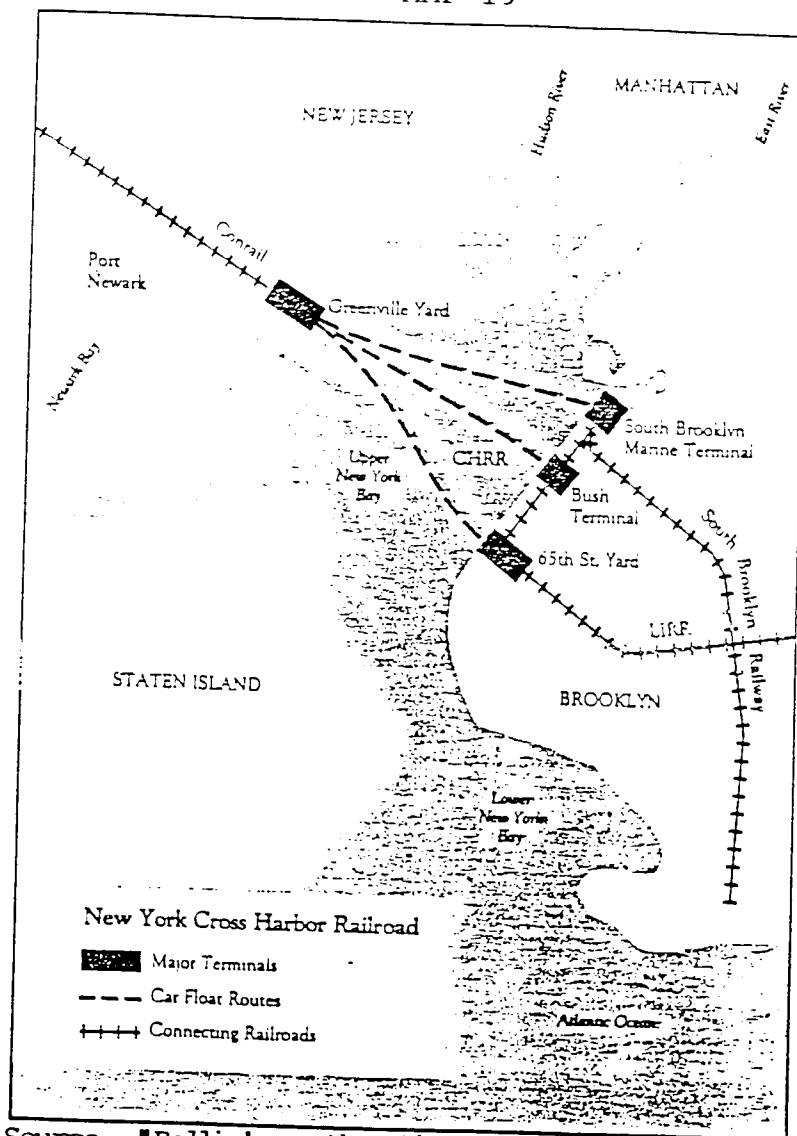 MAP 19
MANHATTAN
NEW JERSEY
Hudson River
East River
Conrail
Port
Newark
Greenville Yard
Newark Bay
South Brooklyn
Marine Terminal
Upper
New York
Bay
CHRR
Bush
Terminal
65th St. Yard
South Brooklyn Railway
LIRR
STATEN ISLAND
BROOKLYN
Lower
New York
Bay
New York Cross Harbor Railroad
Major Terminals
Car Float Routes
Connecting Railroads
Atlantic Ocean